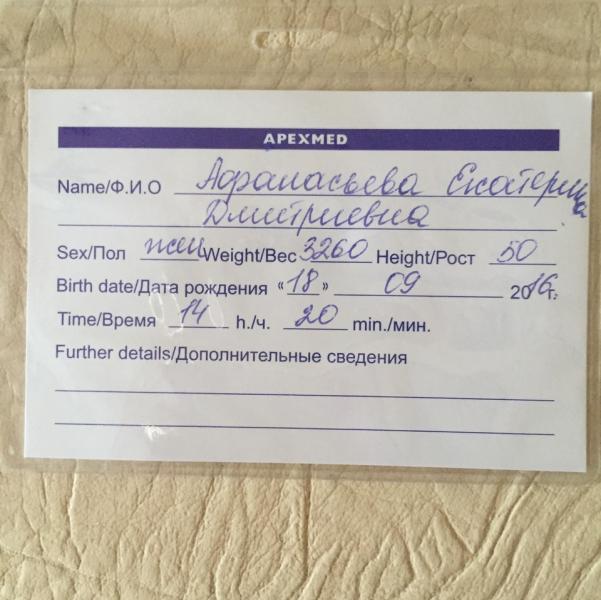 APEXMED
Name/Ф.И.О Афанасьева Екатерина
Дмитриевна
Sex/Пол жен Weight/Вес 3260 Height/Рост 50
Birth date/Дата рождения «18» 09 2016г.
Time/Время 14 h./ч. 20 min./мин.
Further details/Дополнительные сведения